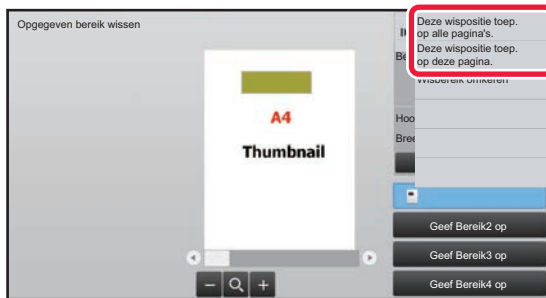 Opgegeven bereik wissen
Deze wispositie toep.
op alle pagina's.
Deze wispositie toep.
op deze pagina.
Wisbereik omkeren
A4
Thumbnail
Hoo
Bree
Geef Bereik2 op
Geef Bereik3 op
Geef Bereik4 op